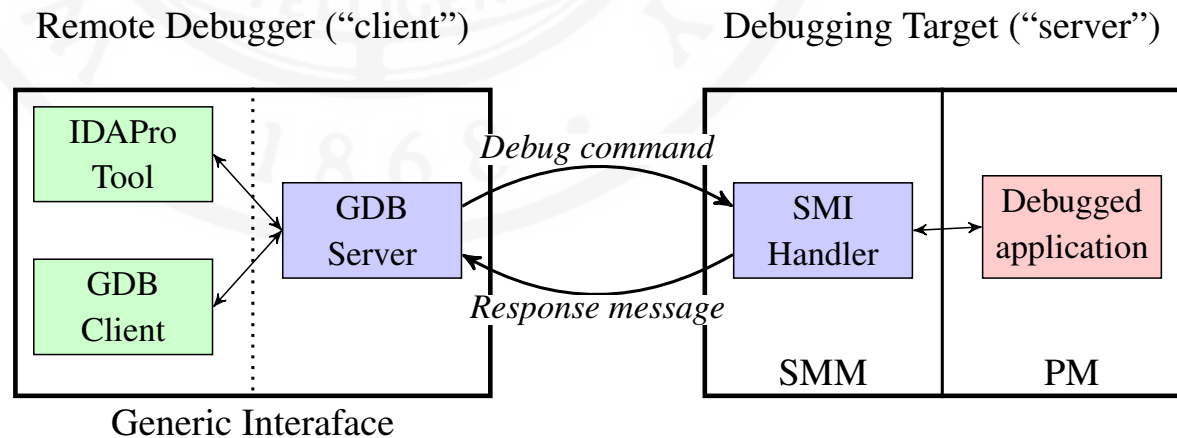 Remote Debugger (“client”)
Debugging Target (“server”)
IDAPro
Tool
GDB
Client
GDB
Server
Debug command
Response message
SMI
Handler
Debugged
application
SMM
PM
Generic Interaface
1868